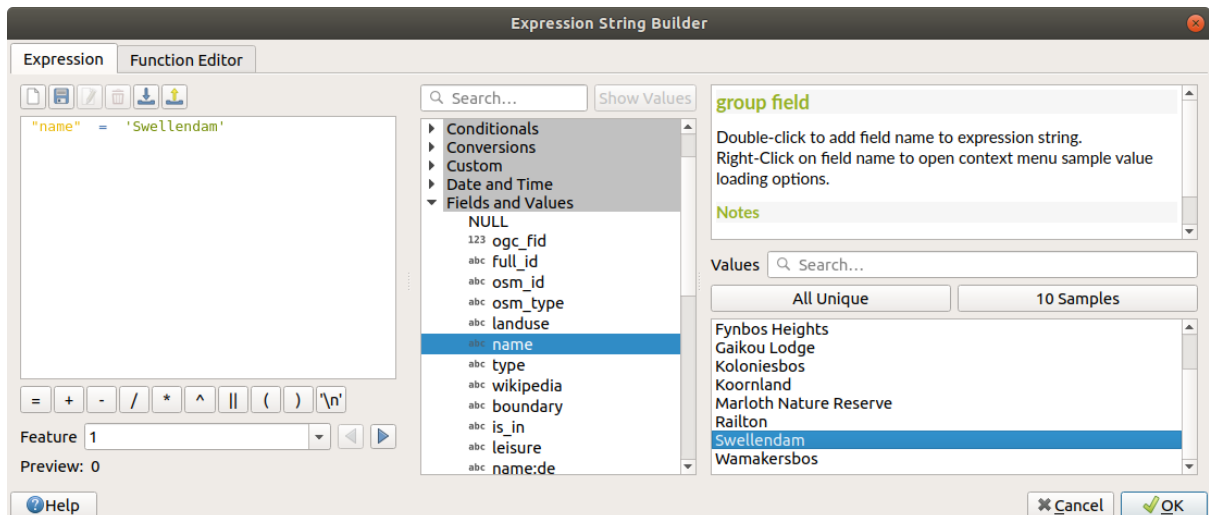 Expression String Builder
Expression
Function Editor
"name" = 'Swellendam'
= + - / * ^ || ( ) '\n'
Feature 1
Preview: 0
Help
Search...
Show Values
Conditionals
Conversions
Custom
Date and Time
Fields and Values
NULL
123 ogc_fid
abc full_id
abc osm_id
abc osm_type
abc landuse
abc name
abc type
abc wikipedia
abc boundary
abc is_in
abc leisure
abc name:de
group field
Double-click to add field name to expression string.
Right-Click on field name to open context menu sample value
loading options.
Notes
Values Search...
All Unique
10 Samples
Fynbos Heights
Gaikou Lodge
Koloniesbos
Koornland
Marloth Nature Reserve
Railton
Swellendam
Wamakersbos
Cancel
OK